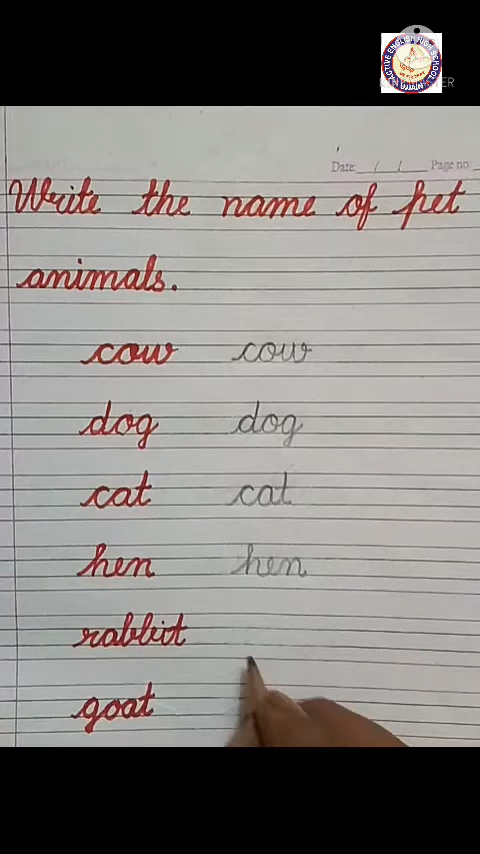 Date: / / Page no.
Write the name of pet
animals.
cow cow
dog dog
cat cat
hen hen
rabbit
goat